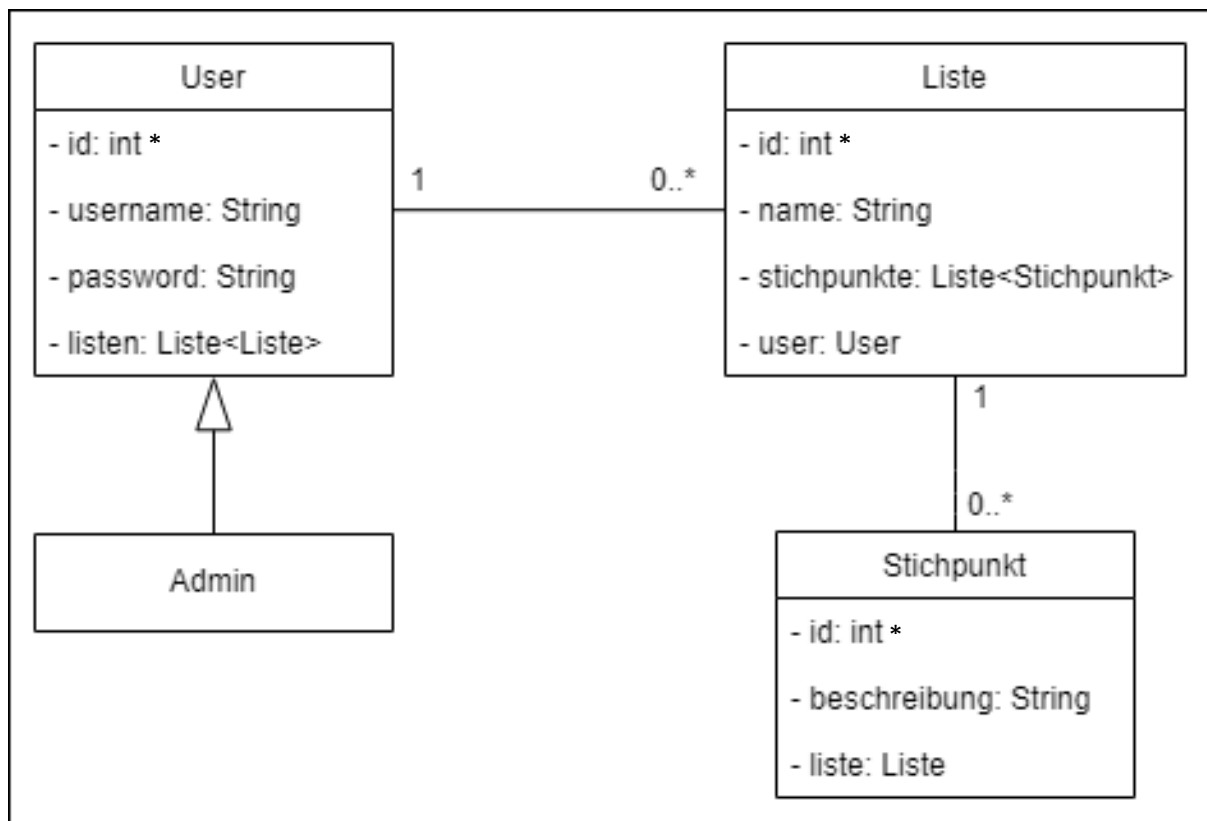 User
- id: int *
- username: String
- password: String
- listen: Liste<Liste>
1
0..*
Liste
- id: int *
- name: String
- stichpunkte: Liste<Stichpunkt>
- user: User
1
0..*
Admin
Stichpunkt
- id: int *
- beschreibung: String
- liste: Liste